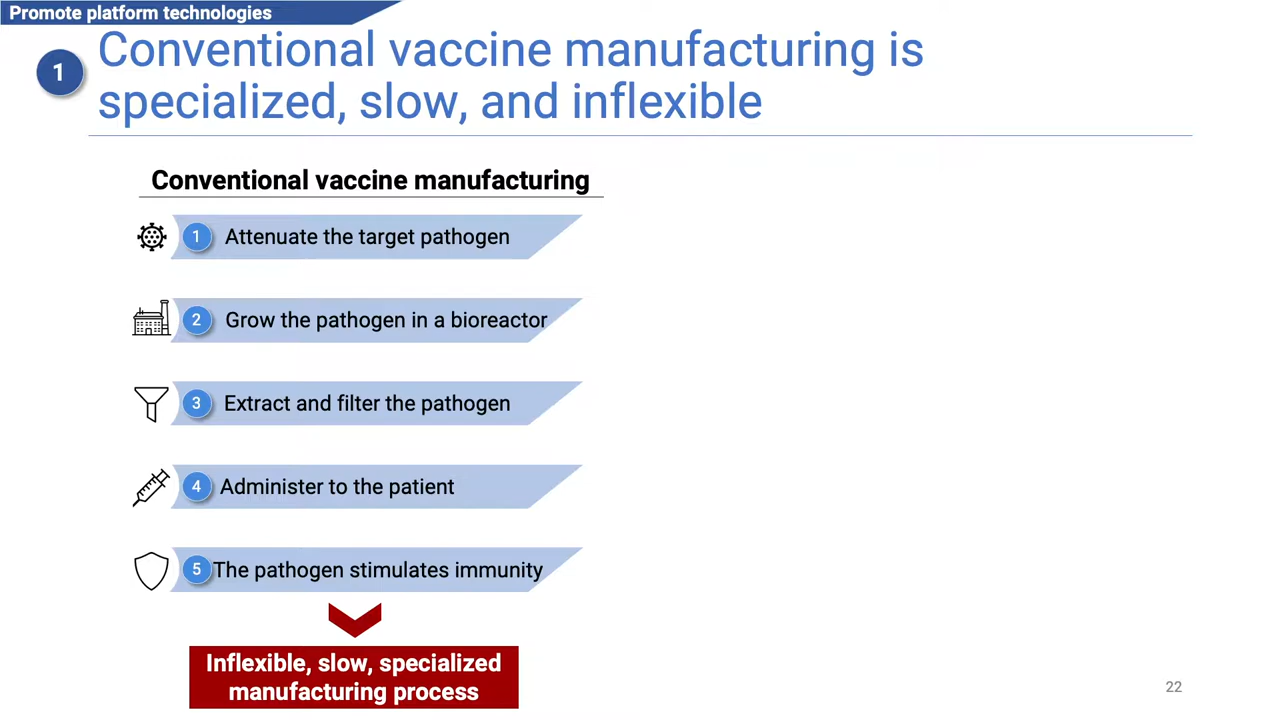 Promote platform technologies
1
Conventional vaccine manufacturing is
specialized, slow, and inflexible
Conventional vaccine manufacturing
1 Attenuate the target pathogen
2 Grow the pathogen in a bioreactor
3 Extract and filter the pathogen
4 Administer to the patient
5 The pathogen stimulates immunity
Inflexible, slow, specialized
manufacturing process
22